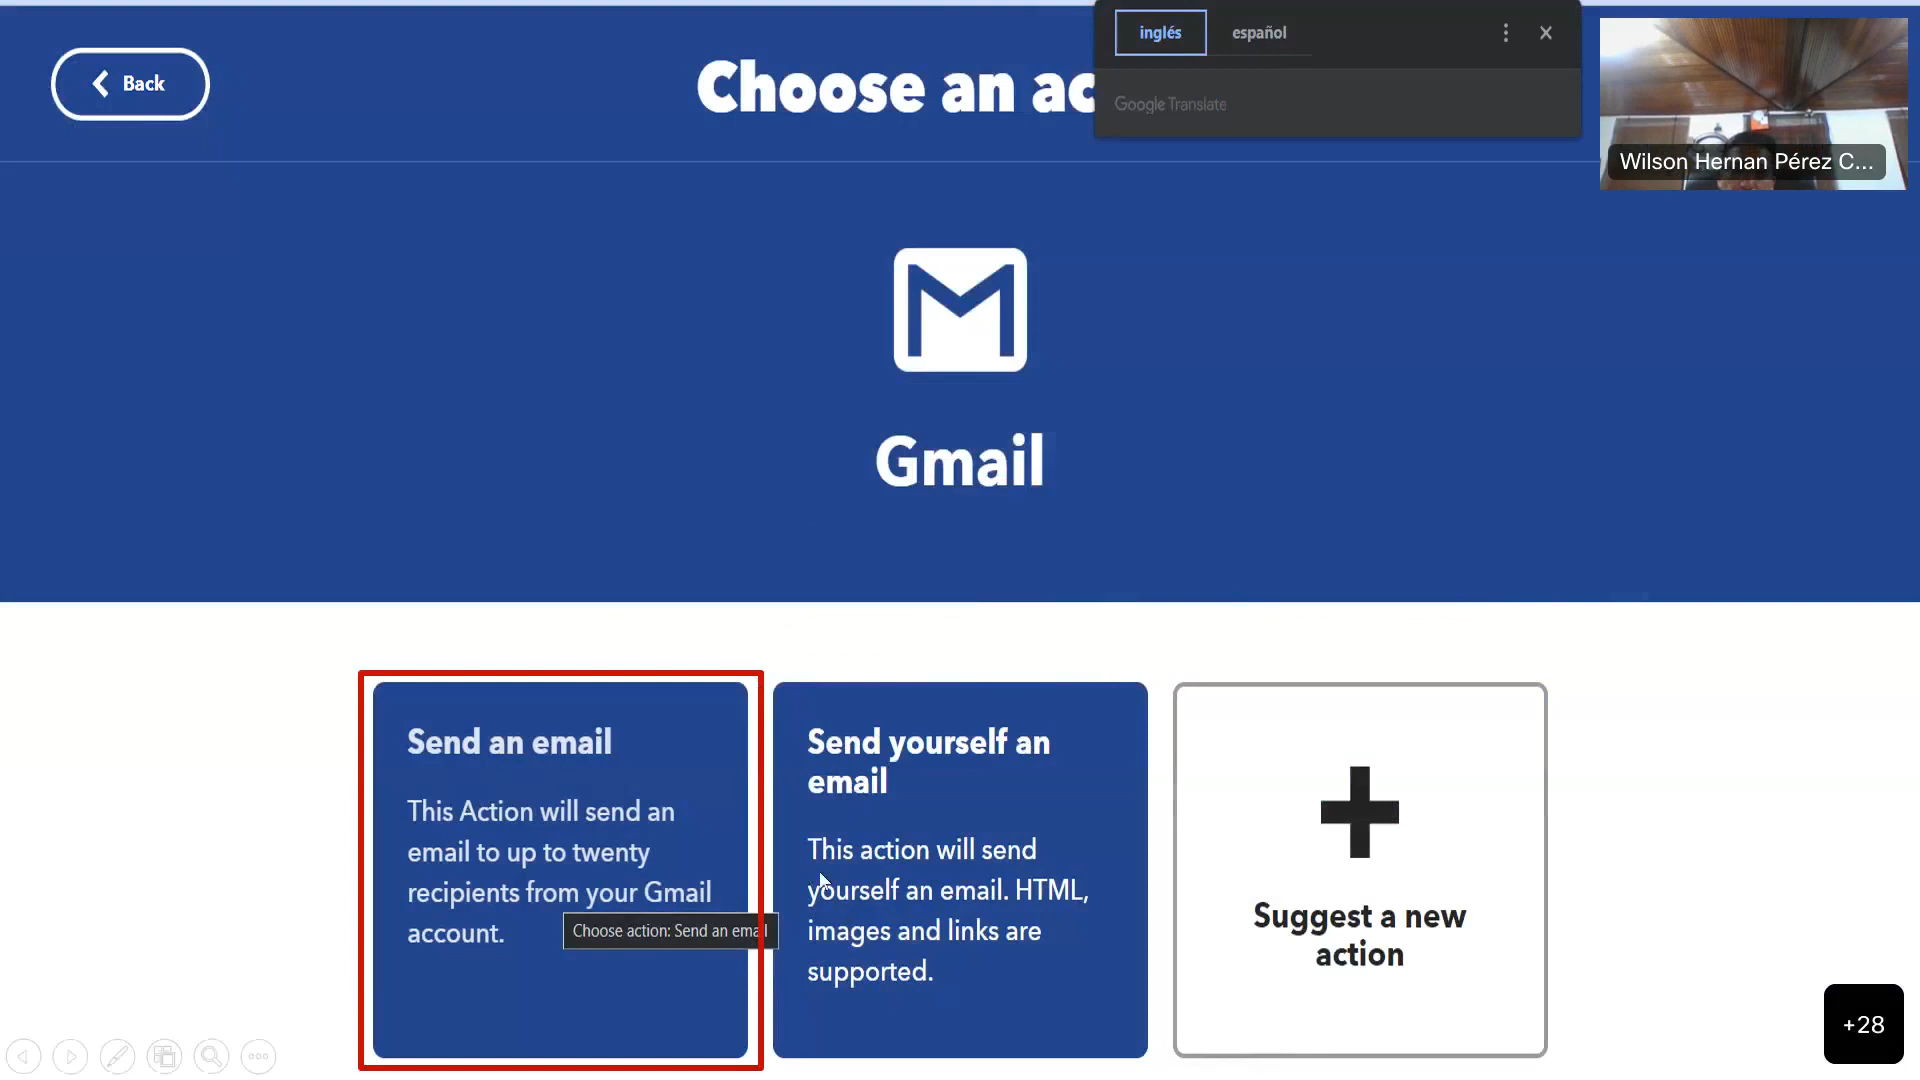 Back
Choose an ac
inglés
español
Google Translate
Wilson Hernan Pérez C...
Gmail
Send an email
This Action will send an
email to up to twenty
recipients from your Gmail
account.
Choose action: Send an email
Send yourself an
email
This action will send
yourself an email. HTML,
images and links are
supported.
Suggest a new
action
+28